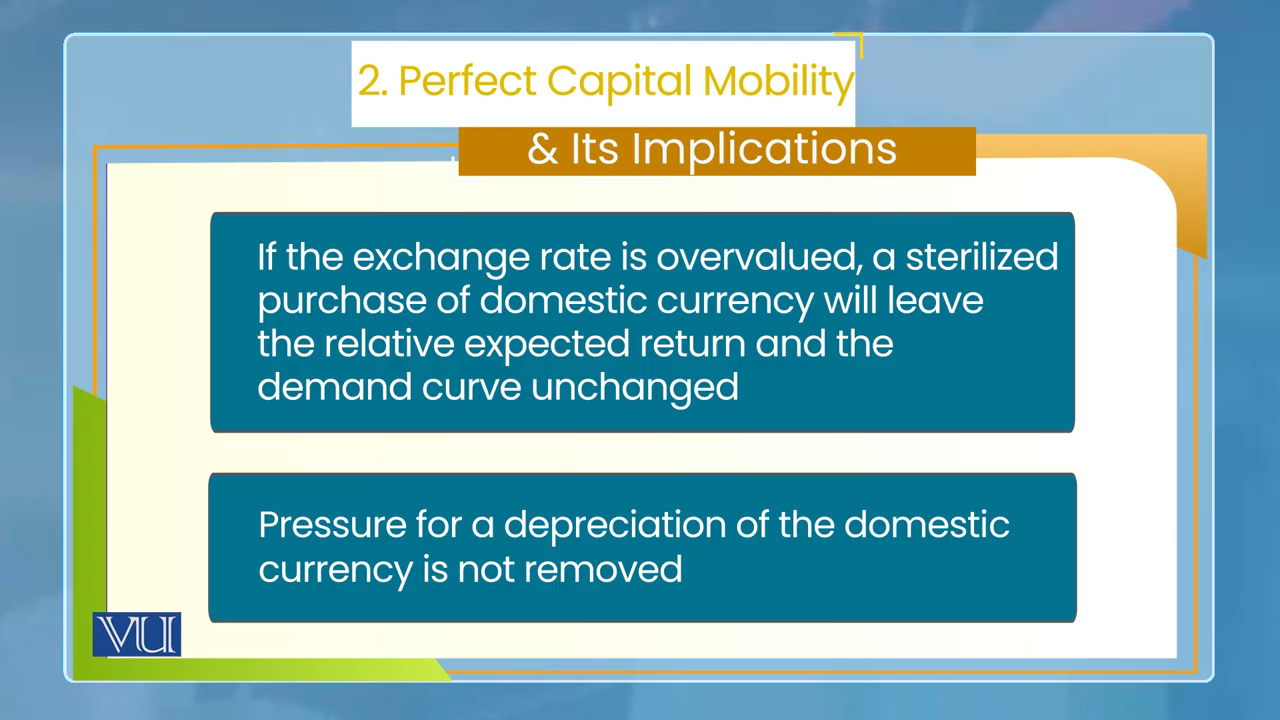 2. Perfect Capital Mobility
& Its Implications
If the exchange rate is overvalued, a sterilized
purchase of domestic currency will leave
the relative expected return and the
demand curve unchanged
Pressure for a depreciation of the domestic
currency is not removed
VU